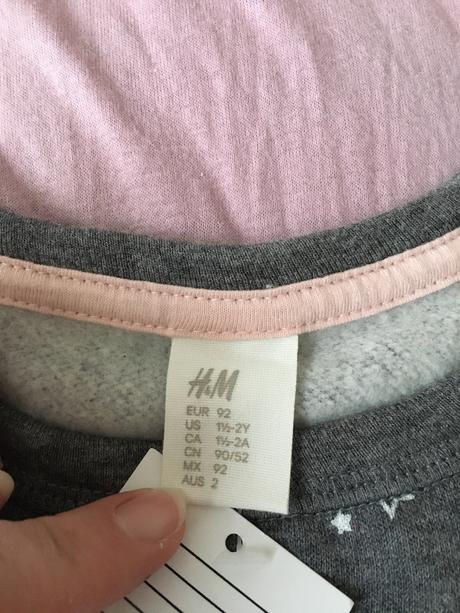 H&M
EUR 92
US 1½-2Y
CA 1½-2A
CN 90/52
MX 92
AUS 2